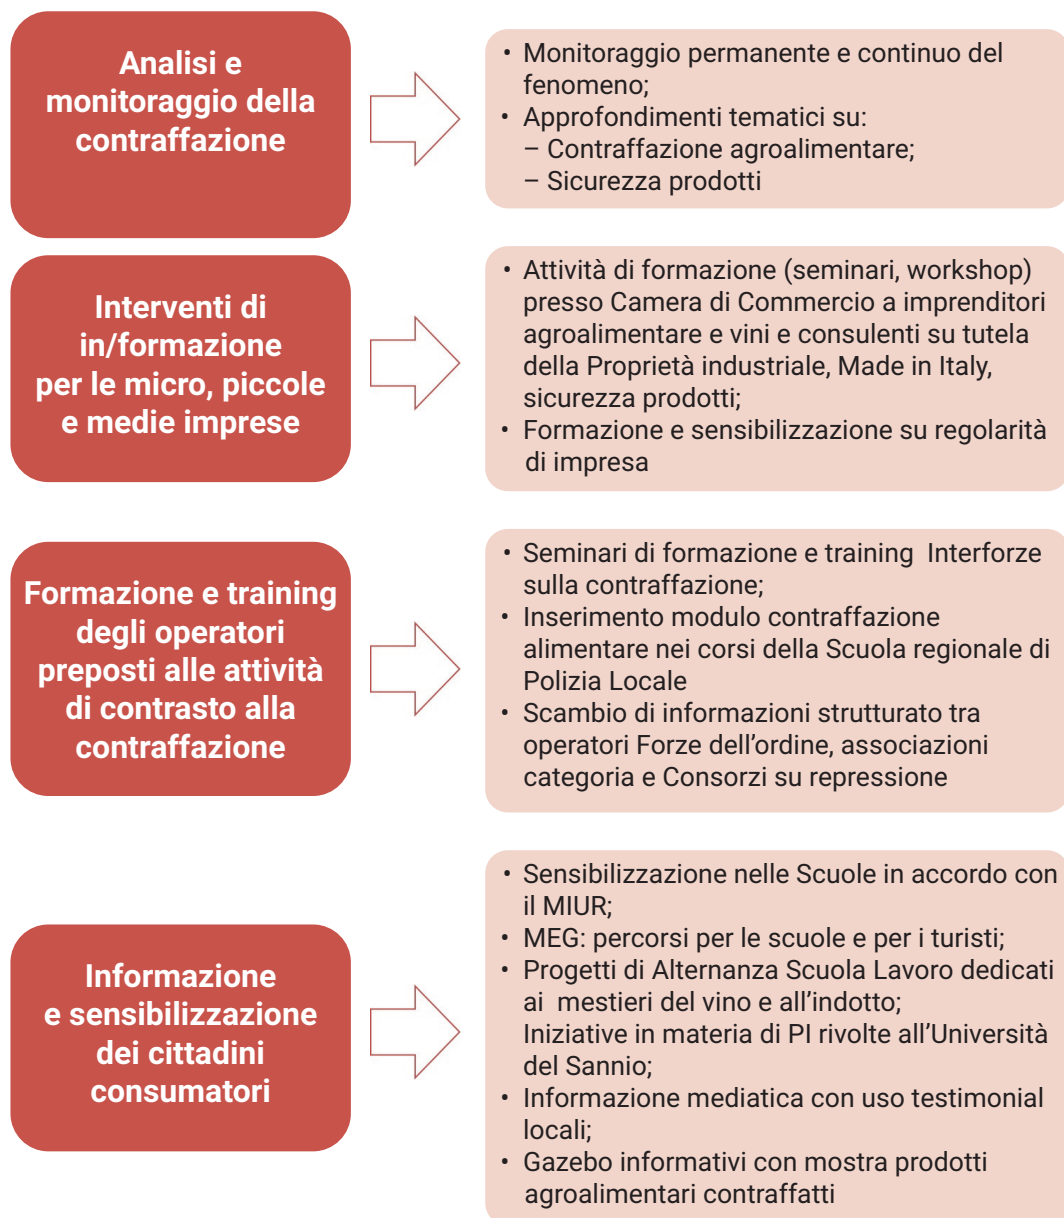 Analisi e
monitoraggio della
contraffazione
• Monitoraggio permanente e continuo del
fenomeno;
• Approfondimenti tematici su:
– Contraffazione agroalimentare;
– Sicurezza prodotti
Interventi di
in/formazione
per le micro, piccole
e medie imprese
• Attività di formazione (seminari, workshop)
presso Camera di Commercio a imprenditori
agroalimentare e vini e consulenti su tutela
della Proprietà industriale, Made in Italy,
sicurezza prodotti;
• Formazione e sensibilizzazione su regolarità
di impresa
Formazione e training
degli operatori
preposti alle attività
di contrasto alla
contraffazione
• Seminari di formazione e training Interforze
sulla contraffazione;
• Inserimento modulo contraffazione
alimentare nei corsi della Scuola regionale di
Polizia Locale
• Scambio di informazioni strutturato tra
operatori Forze dell’ordine, associazioni
categoria e Consorzi su repressione
Informazione
e sensibilizzazione
dei cittadini
consumatori
• Sensibilizzazione nelle Scuole in accordo con
il MIUR;
• MEG: percorsi per le scuole e per i turisti;
• Progetti di Alternanza Scuola Lavoro dedicati
ai mestieri del vino e all’indotto;
Iniziative in materia di PI rivolte all’Università
del Sannio;
• Informazione mediatica con uso testimonial
locali;
• Gazebo informativi con mostra prodotti
agroalimentari contraffatti